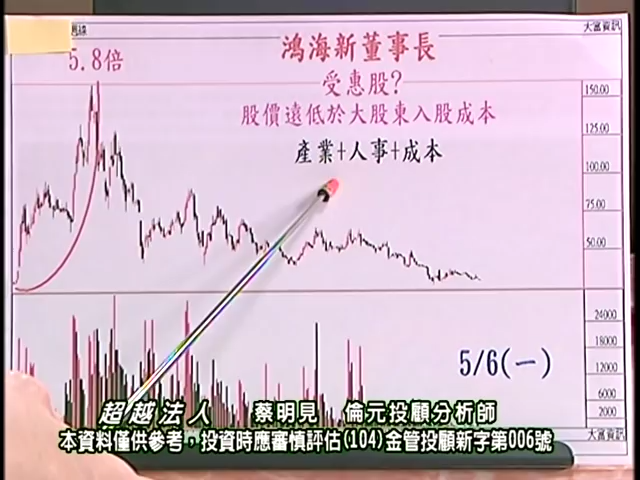 週線
大富資訊
5.8倍
鴻海新董事長
受惠股?
股價遠低於大股東入股成本
產業+人事+成本
150.00
125.00
100.00
75.00
50.00
24000
18000
12000
6000
2000
5/6(一)
大富資訊
超越法人 蔡明見 倫元投顧分析師
本資料僅供參考，投資時應審慎評估(104)金管投顧新字第006號